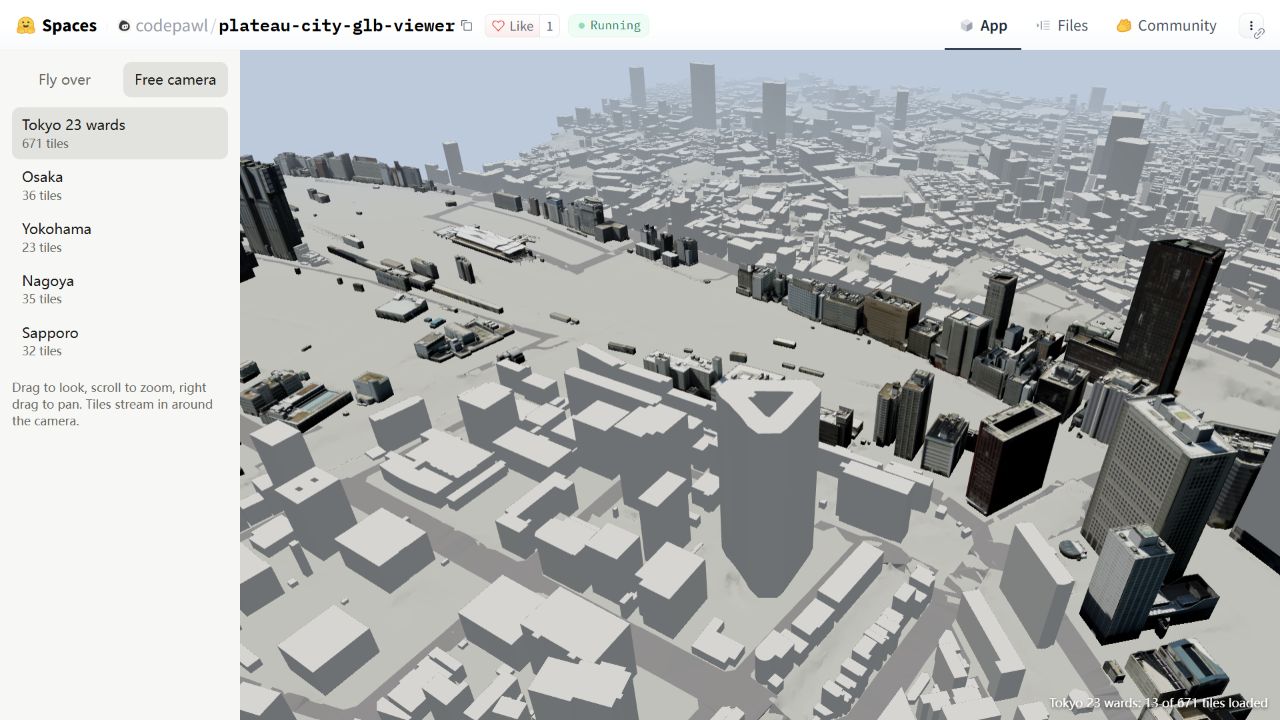 Spaces
codepawl/plateau-city-glb-viewer
Like 1
Running
App
Files
Community
Fly over
Free camera
Tokyo 23 wards
671 tiles
Osaka
36 tiles
Yokohama
23 tiles
Nagoya
35 tiles
Sapporo
32 tiles
Drag to look, scroll to zoom, right
drag to pan. Tiles stream in around
the camera.
Tokyo 23 wards: 13 of 671 tiles loaded